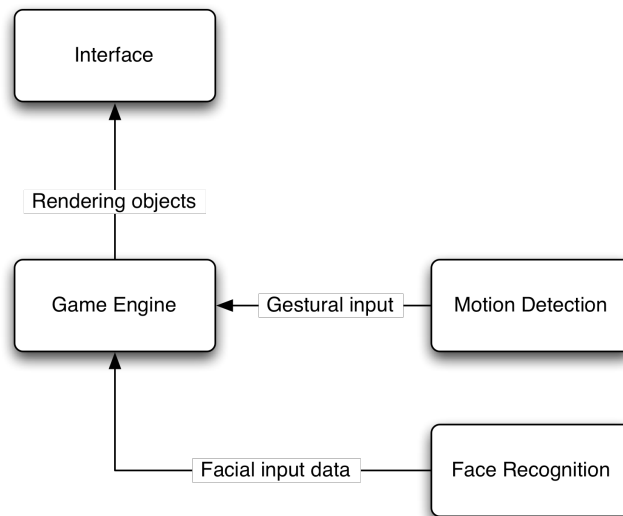 Interface
Rendering objects
Game Engine
Gestural input
Motion Detection
Facial input data
Face Recognition